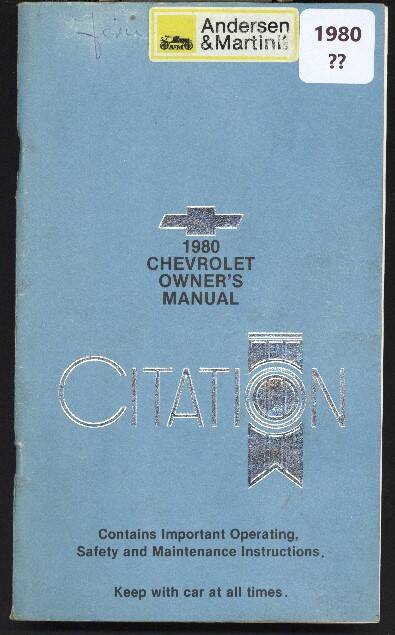 Andersen
& Martini
1980
??
1980
CHEVROLET
OWNER'S
MANUAL
CITATION
Contains Important Operating,
Safety and Maintenance Instructions.
Keep with car at all times.